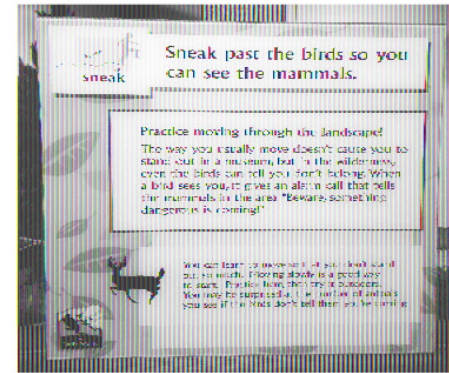 sneak
Sneak past the birds so you
can see the mammals.
Practice moving through the landscape!
The way you usually move doesn't cause you to
stand out in a museum, but in the wilderness,
even the birds can tell you don't belong. When
a bird sees you, it gives an alarm call that tells
the mammals in the area "Beware, something
dangerous is coming!"
You can learn to move so that you don't stand
out so much. Moving slowly is a good way
to start. Practice here, then try it outdoors.
You may be surprised at the number of animals
you see if the birds don't tell them you're coming